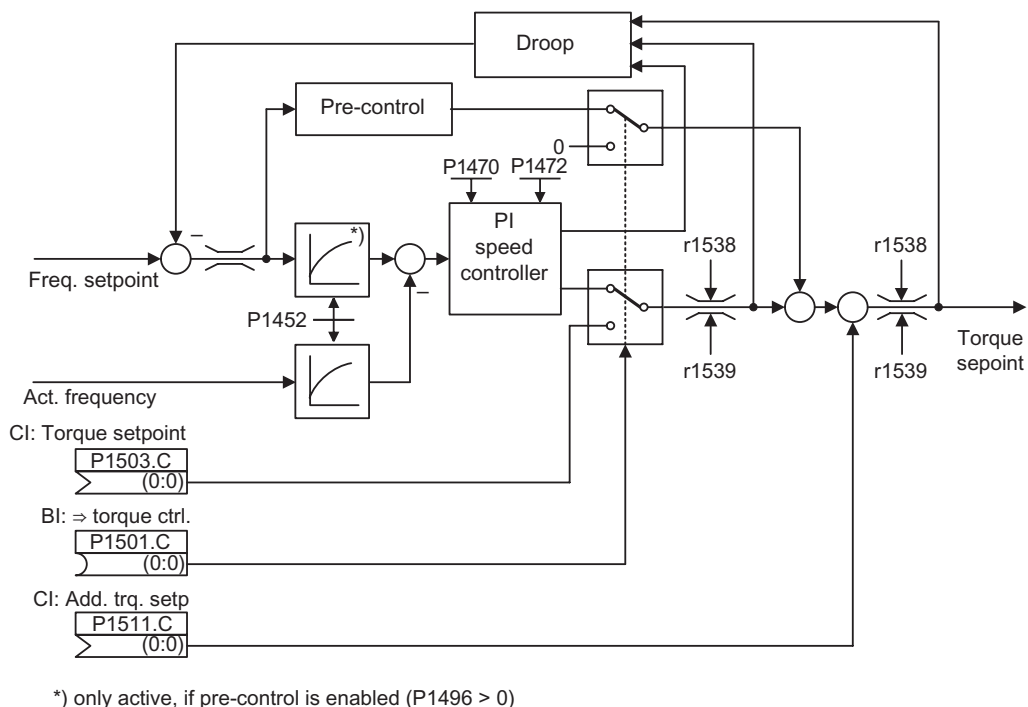 Droop
Pre-control
0
P1470
P1472
–
*)
PI
speed
controller
–
Freq. setpoint
r1538
r1538
P1452
r1539
r1539
Torque
sepoint
Act. frequency
CI: Torque setpoint
P1503.C
(0:0)
BI: ⇒ torque ctrl.
P1501.C
(0:0)
CI: Add. trq. setp
P1511.C
(0:0)
*) only active, if pre-control is enabled (P1496 > 0)